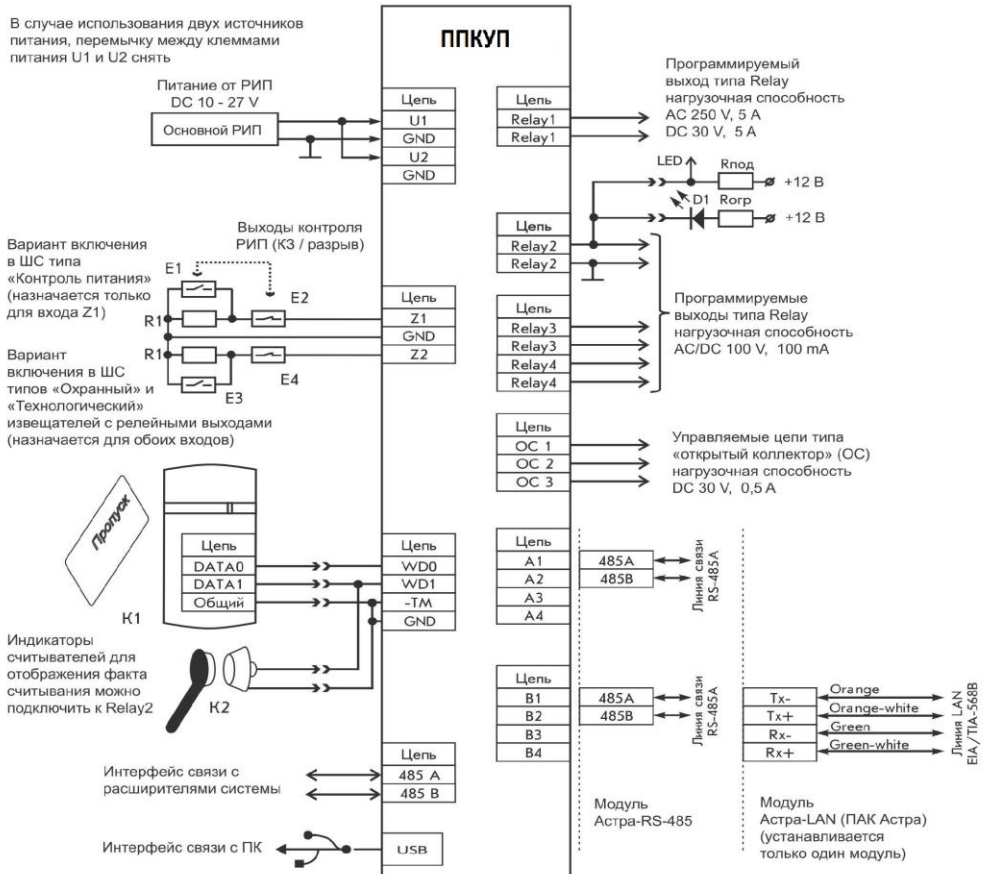 В случае использования двух источников
питания, перемычку между клеммами
питания U1 и U2 снять
ППКУП
Питание от РИП
DC 10 - 27 V
Основной РИП
Цепь
U1
GND
U2
GND
Цепь
Relay1
Relay1
Программируемый
выход типа Relay
нагрузочная способность
AC 250 V, 5 A
DC 30 V, 5 A
LED
Rпод
+12 В
D1
Rогр
+12 В
Цепь
Relay2
Relay2
Вариант включения
в ШС типа
«Контроль питания»
(назначается только
для входа Z1)
Выходы контроля
РИП (КЗ / разрыв)
E1
E2
R1
R1
E3
E4
Цепь
Z1
GND
Z2
Вариант
включения в ШС
типов «Охранный» и
«Технологический»
извещателей с релейными выходами
(назначается для обоих входов)
Цепь
Relay3
Relay3
Relay4
Relay4
Программируемые
выходы типа Relay
нагрузочная способность
AC/DC 100 V, 100 mA
Цепь
OC 1
OC 2
OC 3
Управляемые цепи типа
«открытый коллектор» (ОС)
нагрузочная способность
DC 30 V, 0,5 A
Пропуск
К1
Цепь
DATA0
DATA1
Общий
Цепь
WD0
WD1
-TM
GND
Цепь
A1
A2
A3
A4
485A
485B
Линия связи
RS-485A
Индикаторы
считывателей для
отображения факта
считывания можно
подключить к Relay2
К2
Цепь
B1
B2
B3
B4
485A
485B
Линия связи
RS-485A
Tx-
Tx+
Rx-
Rx+
Orange
Orange-white
Green
Green-white
Линия LAN
EIA/TIA-568B
Интерфейс связи с
расширителями системы
Цепь
485 A
485 B
Интерфейс связи с ПК
USB
Модуль
Астра-RS-485
Модуль
Астра-LAN (ПАК Астра)
(устанавливается
только один модуль)